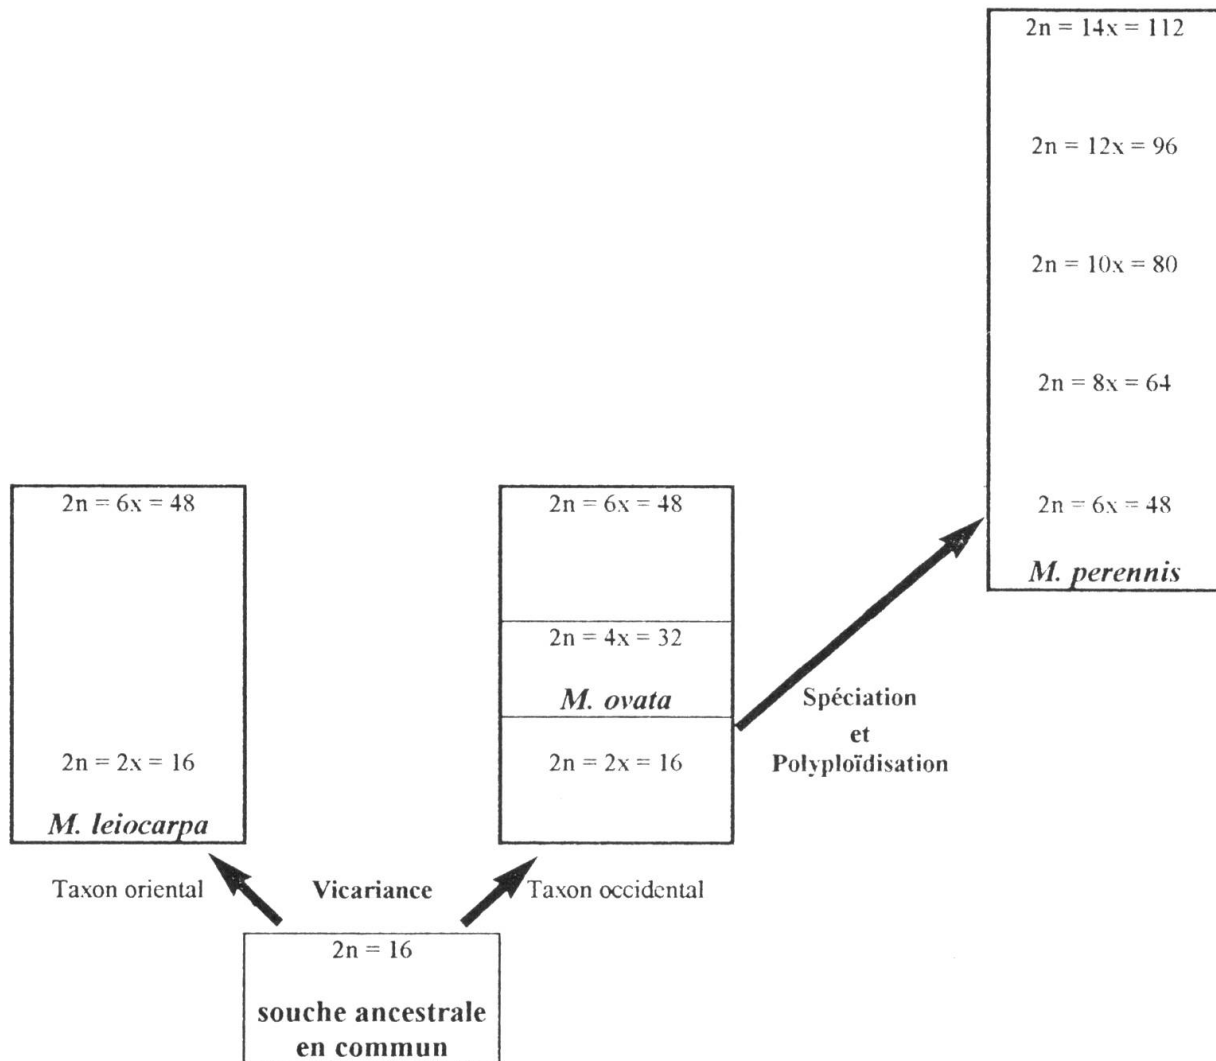 2n = 14x = 112
2n = 12x = 96
2n = 10x = 80
2n = 8x = 64
2n = 6x = 48
M. perennis
2n = 6x = 48
2n = 2x = 16
M. leiocarpa
2n = 6x = 48
2n = 4x = 32
M. ovata
2n = 2x = 16
Spéciation
et
Polyploïdisation
Taxon oriental
Vicariance
Taxon occidental
2n = 16
souche ancestrale
en commun